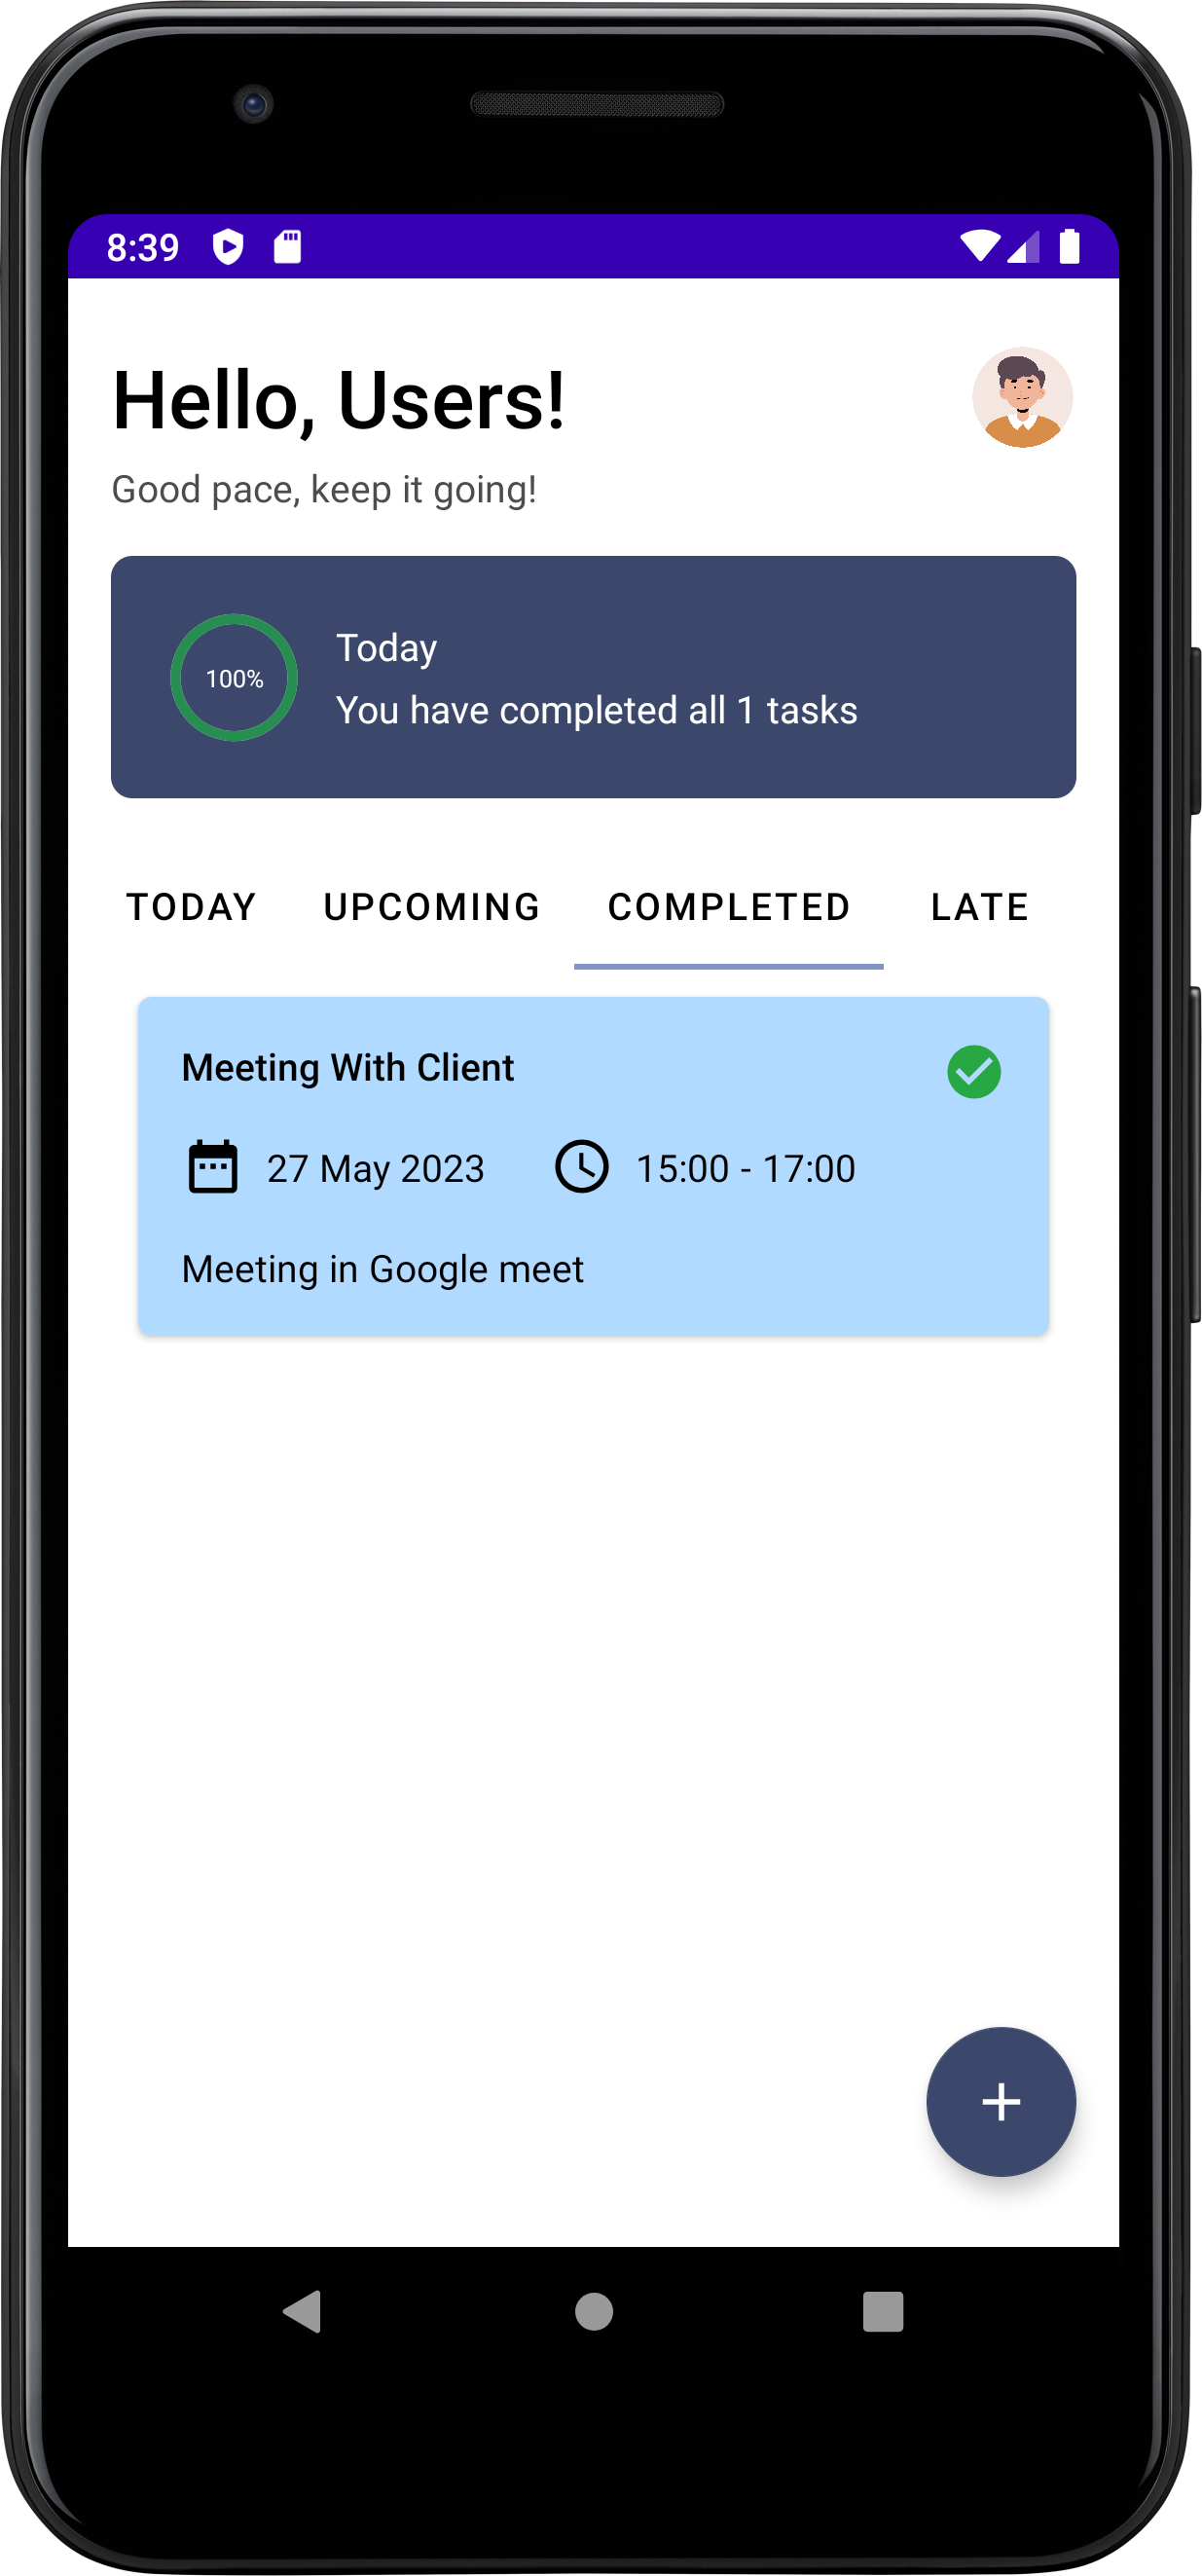 8:39
Hello, Users!
Good pace, keep it going!
100%
Today
You have completed all 1 tasks
TODAY UPCOMING COMPLETED LATE
Meeting With Client
27 May 2023 15:00 - 17:00
Meeting in Google meet